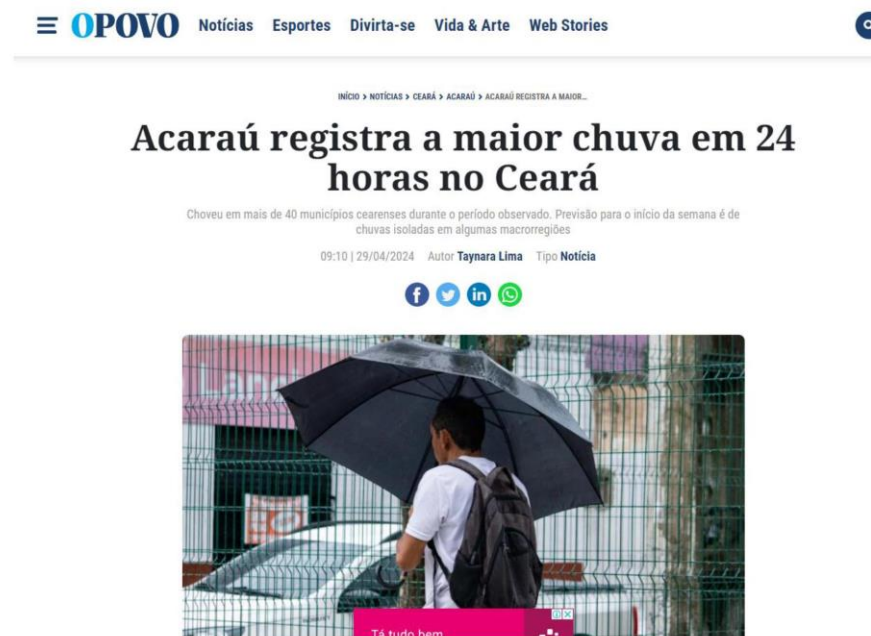 OPOVO Notícias Esportes Divirta-se Vida & Arte Web Stories
INÍCIO > NOTÍCIAS > CEARÁ > ACARAÚ > ACARAÚ REGISTRA A MAIOR...
Acaraú registra a maior chuva em 24
horas no Ceará
Choveu em mais de 40 municípios cearenses durante o período observado. Previsão para o início da semana é de
chuvas isoladas em algumas macrorregiões
09:10 | 29/04/2024 Autor Taynara Lima Tipo Notícia
Lan
Tá tudo bem